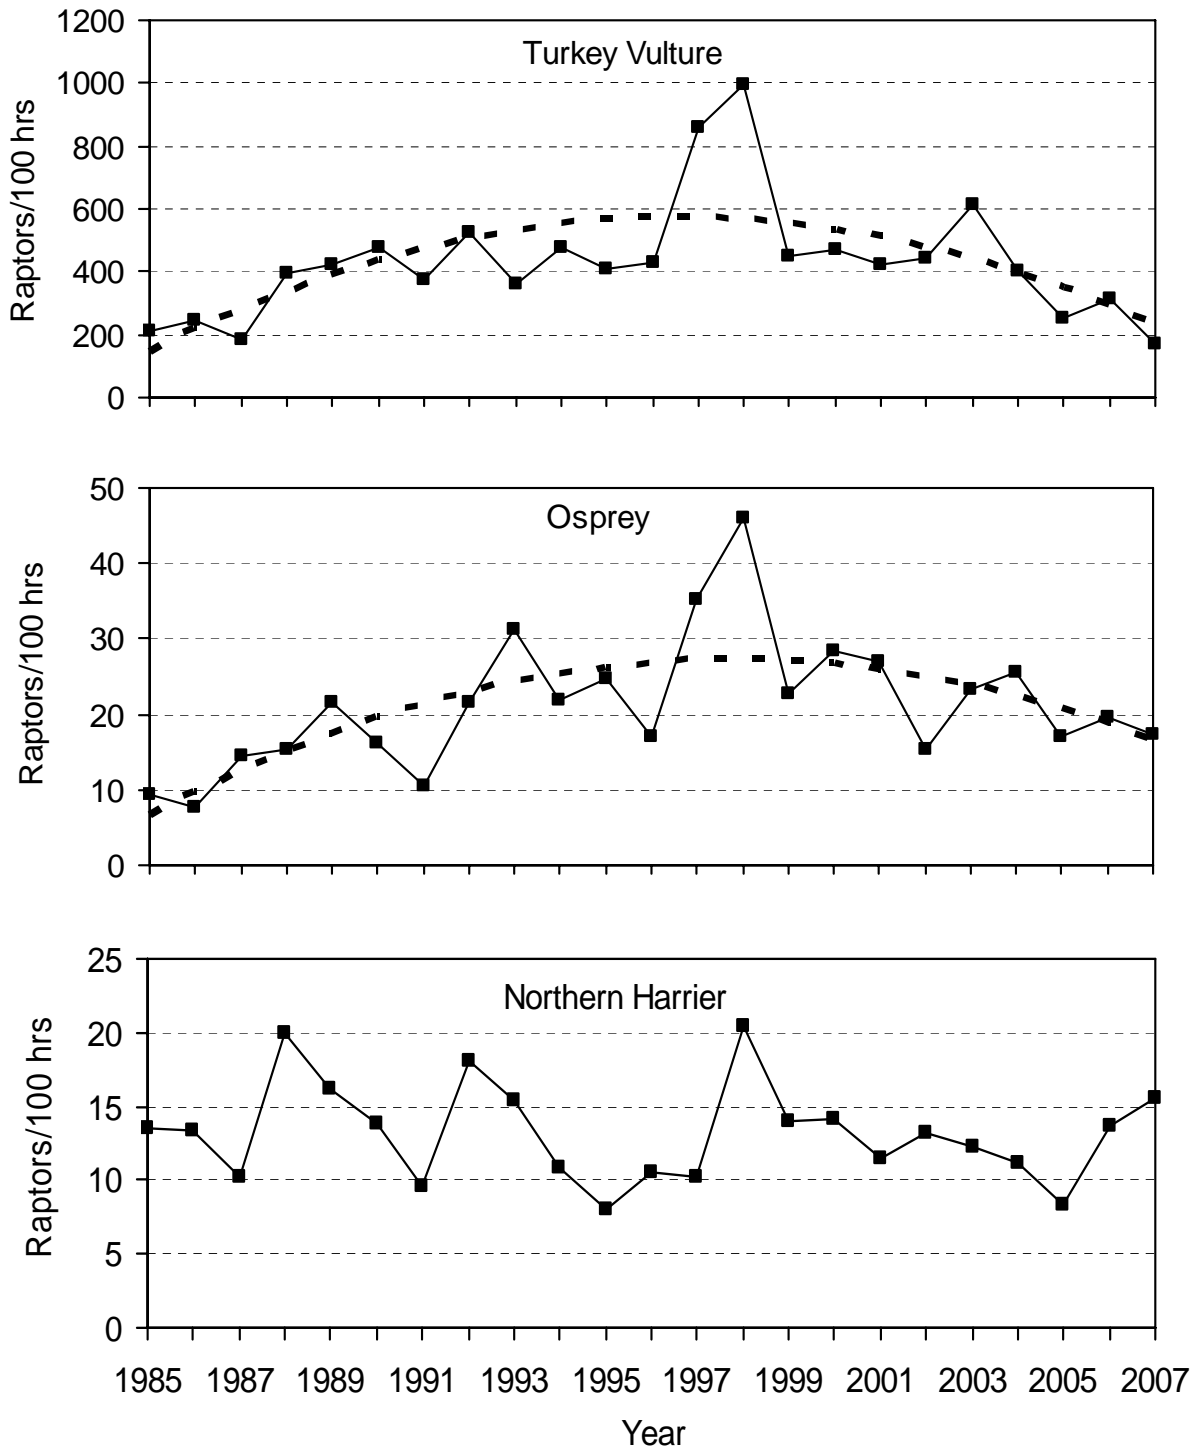 Turkey Vulture
Raptors/100 hrs
1200
1000
800
600
400
200
0
Osprey
Raptors/100 hrs
50
40
30
20
10
0
Northern Harrier
Raptors/100 hrs
25
20
15
10
5
0
1985 1987 1989 1991 1993 1995 1997 1999 2001 2003 2005 2007
Year